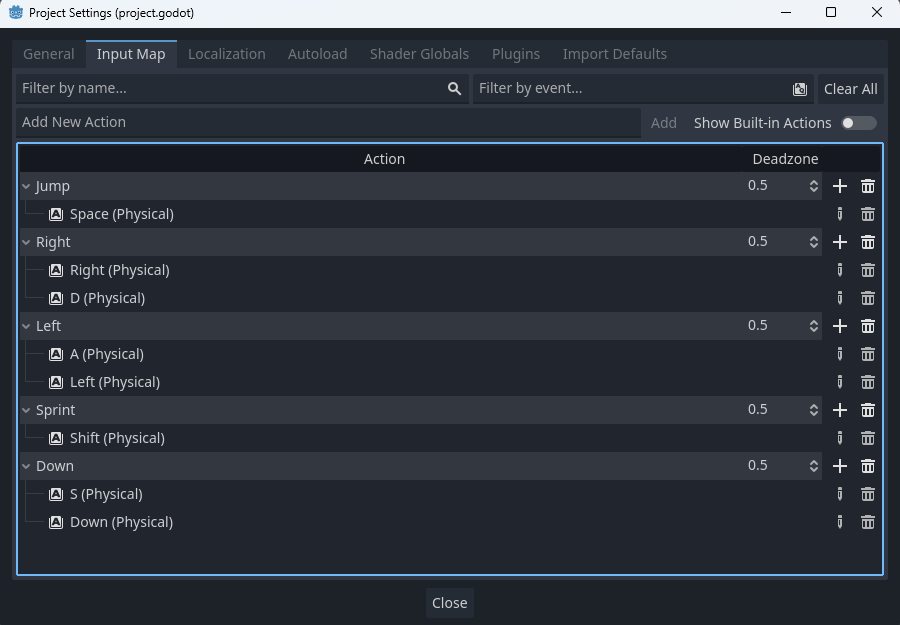 Project Settings (project.godot)
General Input Map Localization Autoload Shader Globals Plugins Import Defaults
Filter by name... Filter by event... Clear All
Add New Action Add Show Built-in Actions
Action Deadzone
Jump 0.5
Space (Physical)
Right 0.5
Right (Physical)
D (Physical)
Left 0.5
A (Physical)
Left (Physical)
Sprint 0.5
Shift (Physical)
Down 0.5
S (Physical)
Down (Physical)
Close